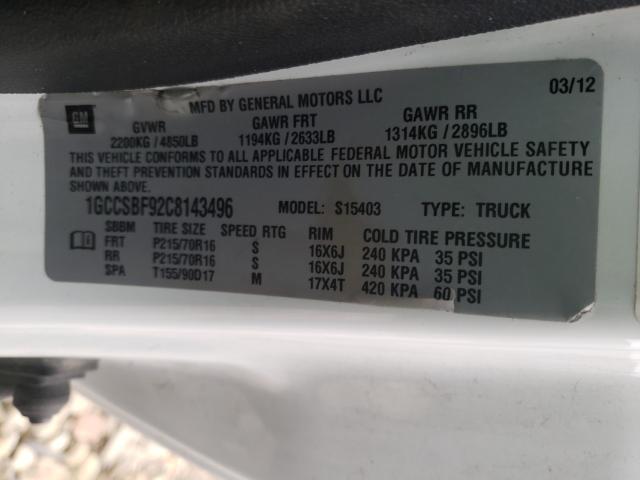 03/12
MFD BY GENERAL MOTORS LLC
GM
GVWR GAWR FRT GAWR RR
2200KG / 4850LB 1194KG / 2633LB 1314KG / 2896LB
THIS VEHICLE CONFORMS TO ALL APPLICABLE FEDERAL MOTOR VEHICLE SAFETY
AND THEFT PREVENTION STANDARDS IN EFFECT ON THE DATE OF MANUFACTURE
1GCCSBF92C8143496 MODEL: S15403 TYPE: TRUCK
SBBM TIRE SIZE SPEED RTG RIM COLD TIRE PRESSURE
FRT P215/70R16 S 16X6J 240 KPA 35 PSI
RR P215/70R16 S 16X6J 240 KPA 35 PSI
SPA T155/90D17 M 17X4T 420 KPA 60 PSI